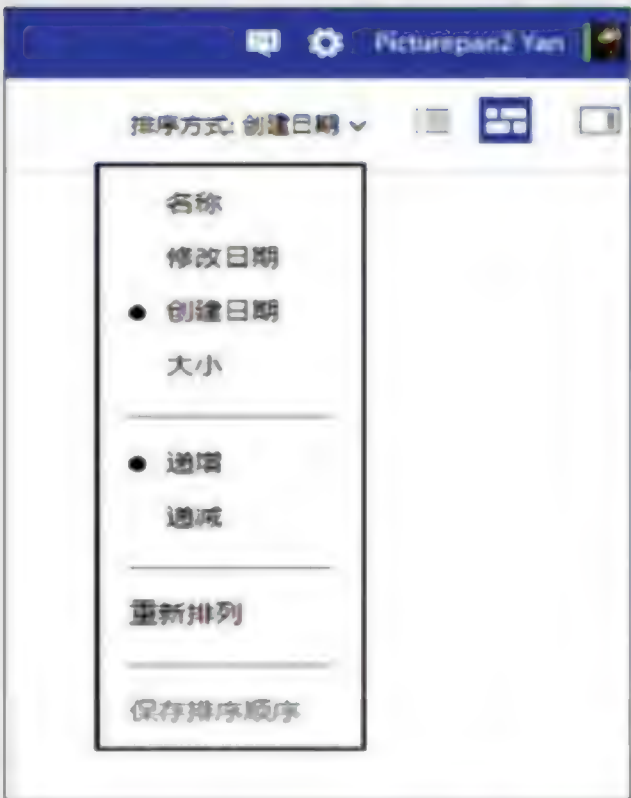 Picturepan2 Yan
排序方式: 创建日期
名称
修改日期
创建日期
大小
递增
递减
重新排列
保存排序顺序